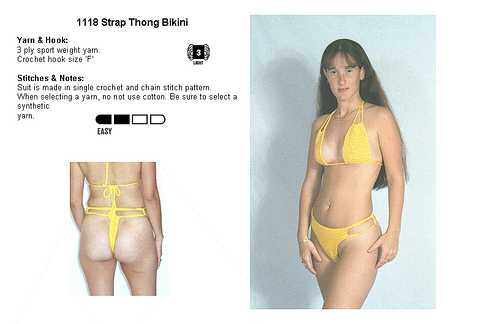 1118 Strap Thong Bikini
Yarn & Hook:
3 ply sport weight yarn.
Crochet hook size 'F'
3
LIGHT
Stitches & Notes:
Suit is made in single crochet and chain stitch pattern.
When selecting a yarn, no not use cotton. Be sure to select a
synthetic
yarn.
EASY